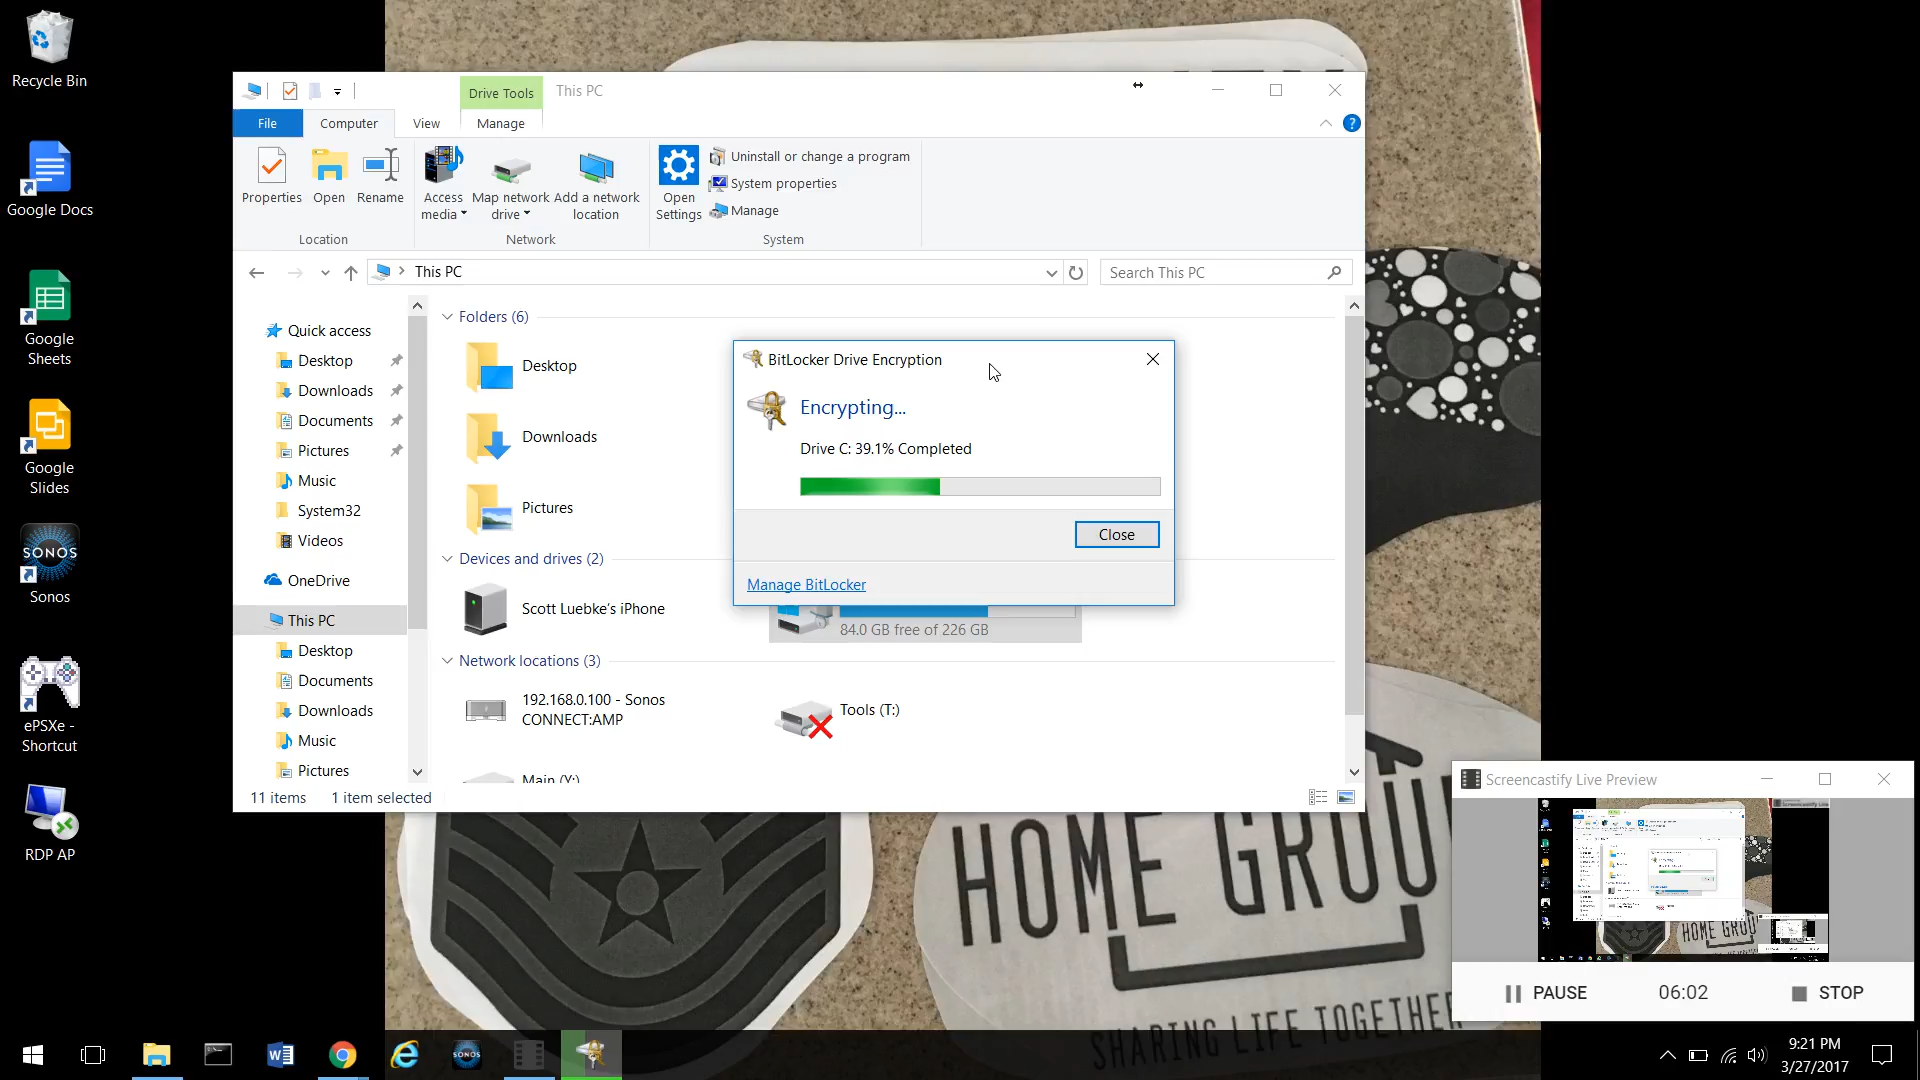 Recycle Bin
Google Docs
Google
Sheets
Google
Slides
SONOS
Sonos
ePSXe -
Shortcut
RDP AP
Drive Tools
This PC
File
Computer
View
Manage
Properties
Open
Rename
Access
media
Map network
drive
Add a network
location
Open
Settings
Uninstall or change a program
System properties
Manage
Location
Network
System
This PC
Search This PC
Quick access
Desktop
Downloads
Documents
Pictures
Music
System32
Videos
OneDrive
This PC
Desktop
Documents
Downloads
Music
Pictures
Folders (6)
Desktop
Downloads
Pictures
Devices and drives (2)
Scott Luebke's iPhone
84.0 GB free of 226 GB
Network locations (3)
192.168.0.100 - Sonos
CONNECT:AMP
Tools (T:)
Main (Y:)
11 items
1 item selected
BitLocker Drive Encryption
Encrypting...
Drive C: 39.1% Completed
Close
Manage BitLocker
HOME GROUP
SHARING LIFE TOGETHER
Screencastify Live Preview
HOME GROU
PAUSE
06:02
STOP
SONOS
9:21 PM
3/27/2017